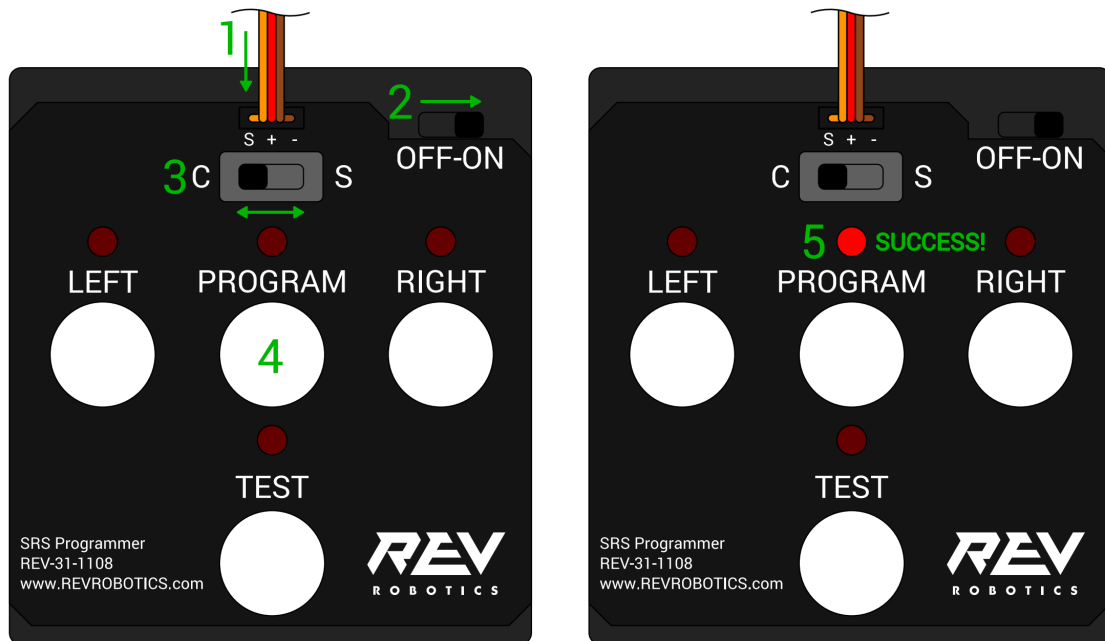 1
2
S + -
OFF-ON
3 C S
LEFT PROGRAM RIGHT
4
TEST
SRS Programmer
REV-31-1108
www.REVROBOTICS.com
REV
ROBOTICS
S + -
OFF-ON
C S
5 SUCCESS!
LEFT PROGRAM RIGHT
TEST
SRS Programmer
REV-31-1108
www.REVROBOTICS.com
REV
ROBOTICS